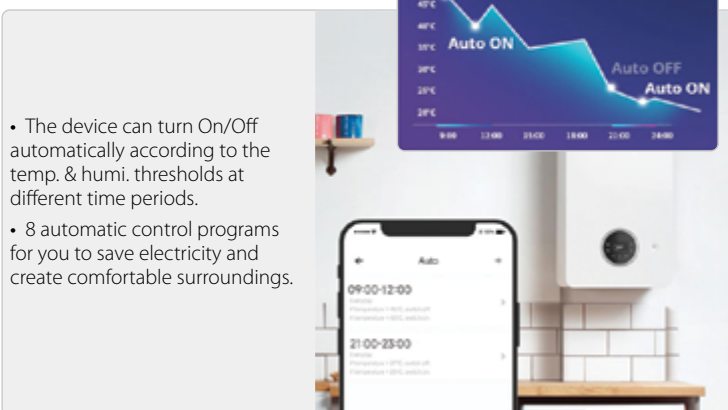 • The device can turn On/Off
automatically according to the
temp. & humi. thresholds at
different time periods.
• 8 automatic control programs
for you to save electricity and
create comfortable surroundings.
45°C
40°C
35°C
30°C
25°C
20°C
Auto ON
Auto OFF
Auto ON
9:00 12:00 15:00 18:00 21:00 24:00
Auto
09:00-12:00
21:00-23:00